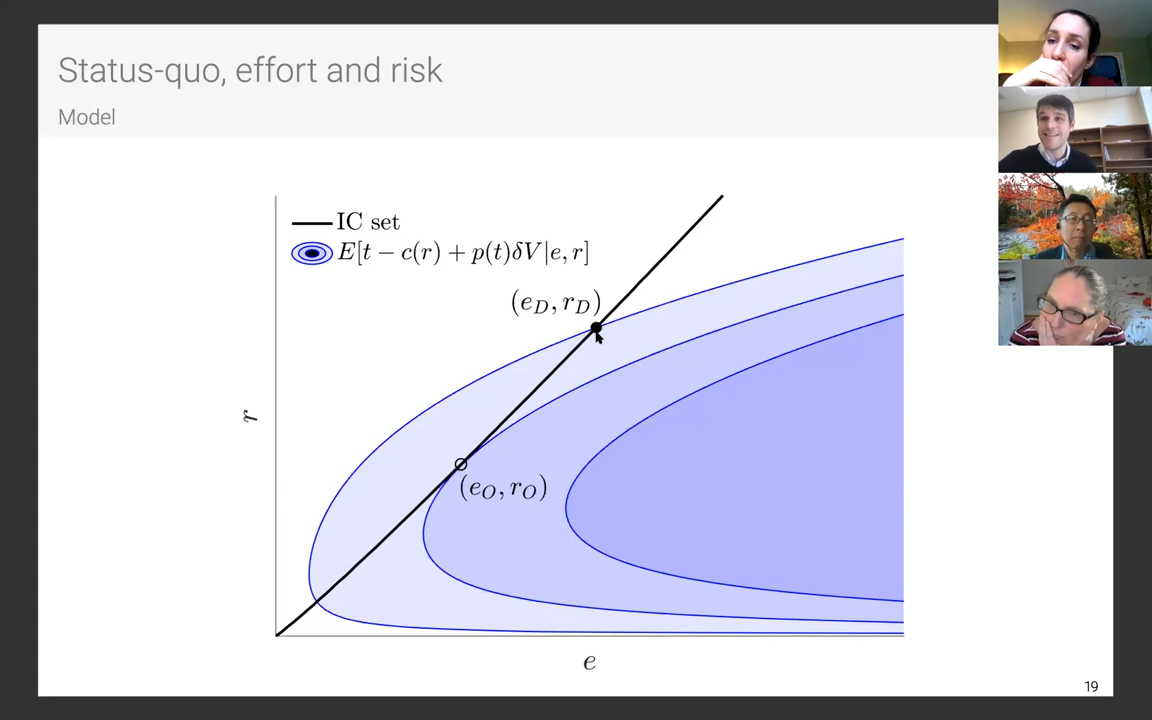 Status-quo, effort and risk
Model
IC set
E[t − c(r) + p(t)δV|e, r]
(e_D, r_D)
(e_O, r_O)
r
e
19